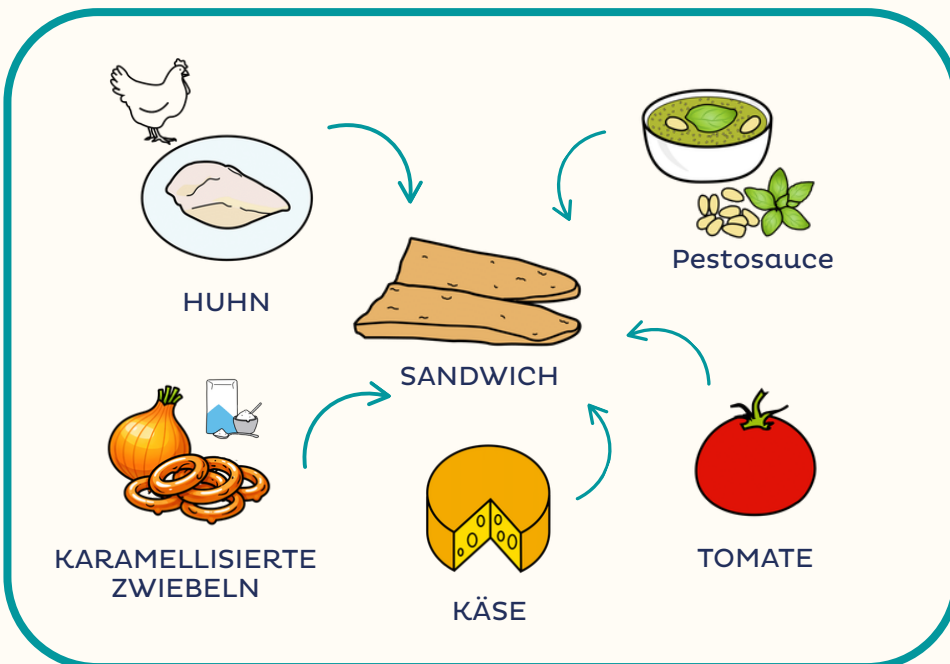 Pestosauce
HUHN
SANDWICH
KARAMELLISIERTE
ZWIEBELN
TOMATE
KÄSE